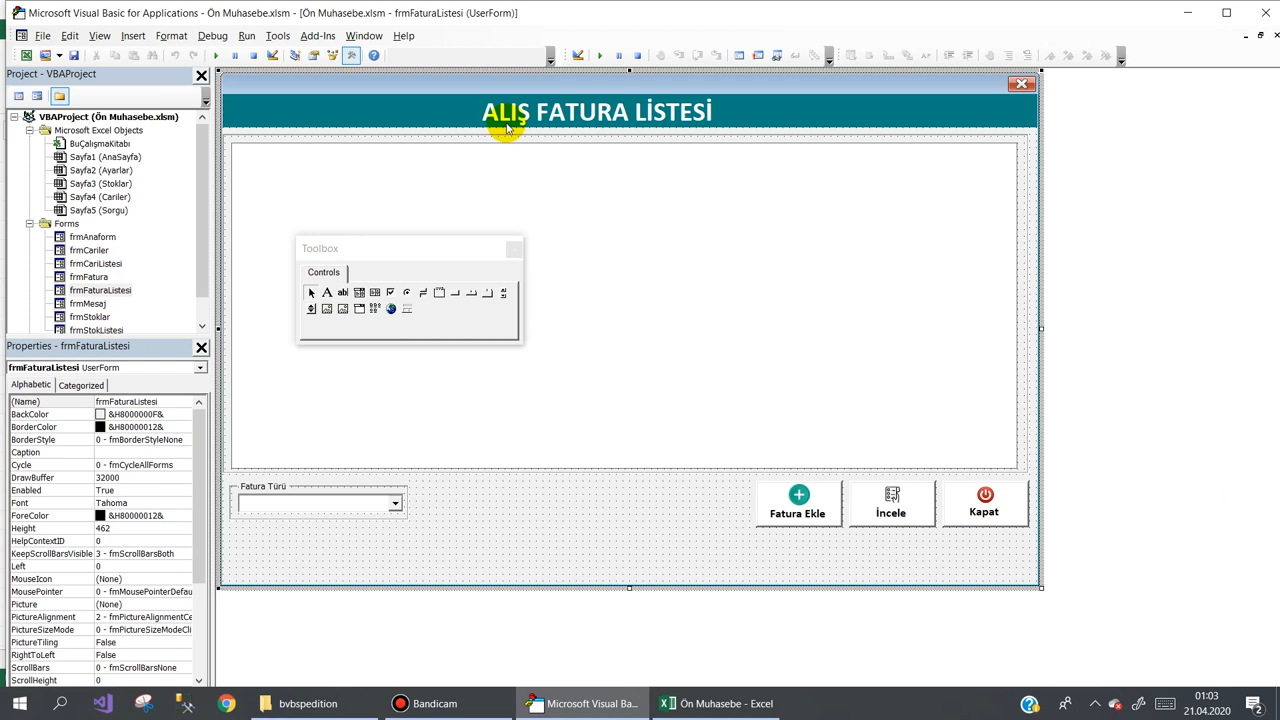 Microsoft Visual Basic for Applications - Ön Muhasebe.xlsm - [Ön Muhasebe.xlsm - frmFaturaListesi (UserForm)]
File Edit View Insert Format Debug Run Tools Add-Ins Window Help
Project - VBAProject
VBAProject (Ön Muhasebe.xlsm)
Microsoft Excel Objects
BuÇalışmaKitabı
Sayfa1 (AnaSayfa)
Sayfa2 (Ayarlar)
Sayfa3 (Stoklar)
Sayfa4 (Cariler)
Sayfa5 (Sorgu)
Forms
frmAnaform
frmCariler
frmCariListesi
frmFatura
frmFaturaListesi
frmMesaj
frmStoklar
frmStokListesi
Properties - frmFaturaListesi
frmFaturaListesi UserForm
Alphabetic Categorized
(Name) frmFaturaListesi
BackColor &H8000000F&
BorderColor &H80000012&
BorderStyle 0 - fmBorderStyleNone
Caption
Cycle 0 - fmCycleAllForms
DrawBuffer 32000
Enabled True
Font Tahoma
ForeColor &H80000012&
Height 462
HelpContextID 0
KeepScrollBarsVisible 3 - fmScrollBarsBoth
Left 0
MouseIcon (None)
MousePointer 0 - fmMousePointerDefau
Picture (None)
PictureAlignment 2 - fmPictureAlignmentCe
PictureSizeMode 0 - fmPictureSizeModeCli
PictureTiling False
RightToLeft False
ScrollBars 0 - fmScrollBarsNone
ScrollHeight 0
ALIŞ FATURA LİSTESİ
Toolbox
Controls
Fatura Türü
Fatura Ekle
İncele
Kapat
bvbspedition
Bandicam
Microsoft Visual Ba...
Ön Muhasebe - Excel
01:03
21.04.2020
2